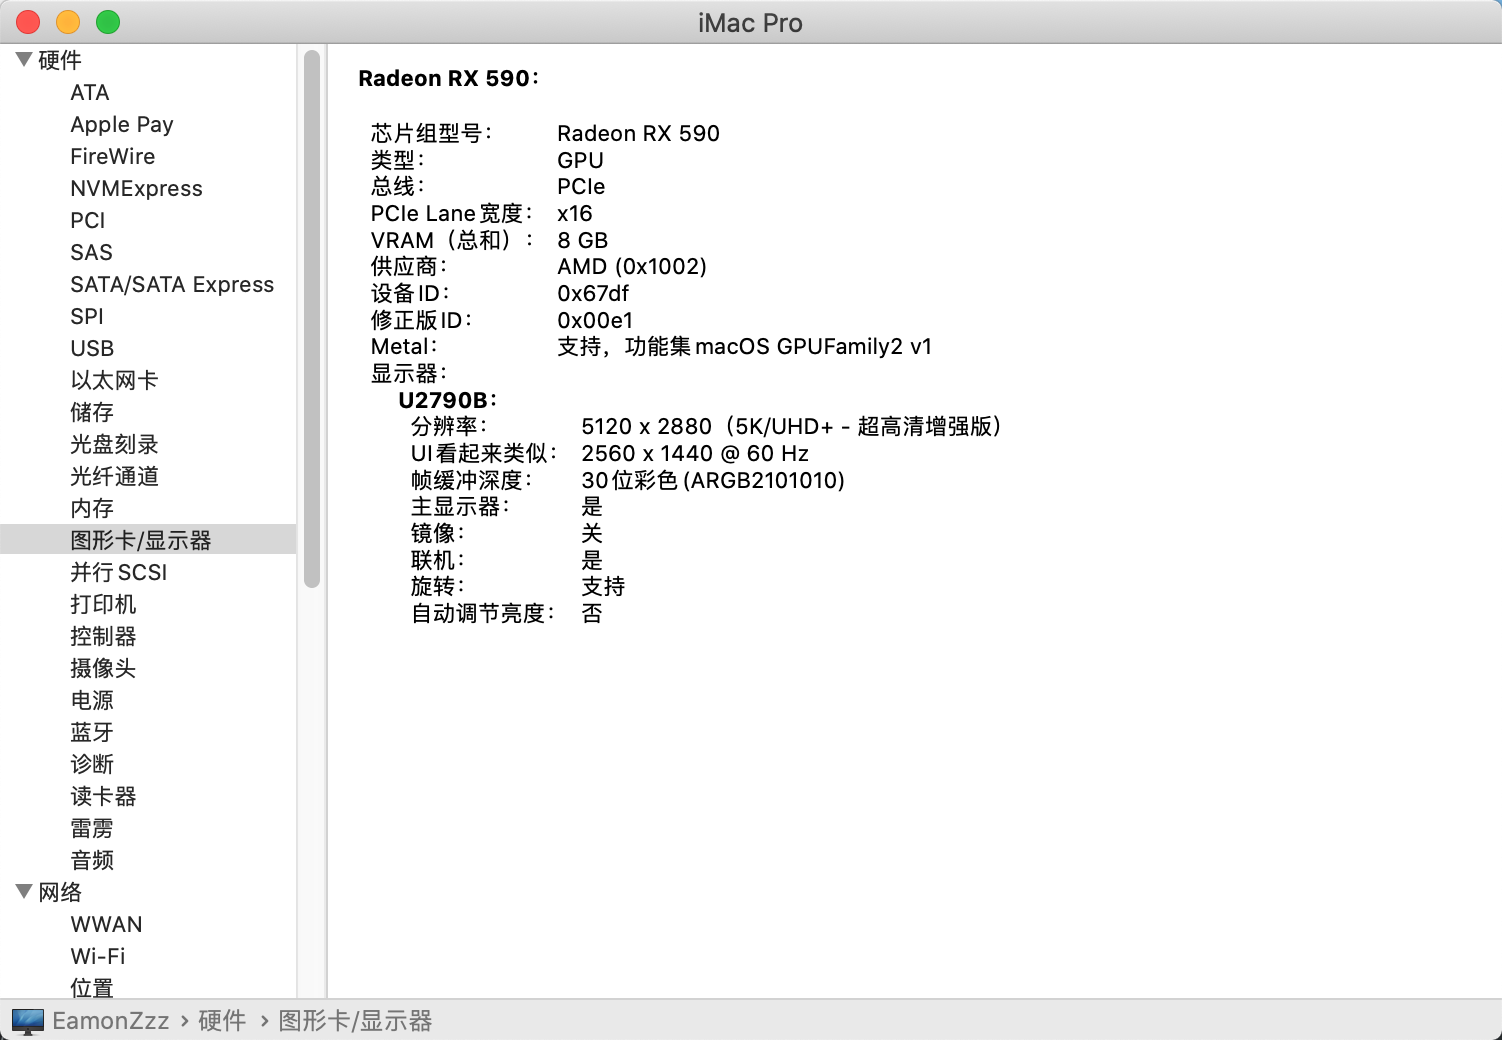 iMac Pro
硬件
ATA
Apple Pay
FireWire
NVMExpress
PCI
SAS
SATA/SATA Express
SPI
USB
以太网卡
储存
光盘刻录
光纤通道
内存
图形卡/显示器
并行SCSI
打印机
控制器
摄像头
电源
蓝牙
诊断
读卡器
雷雳
音频
网络
WWAN
Wi-Fi
位置
Radeon RX 590：
芯片组型号： Radeon RX 590
类型： GPU
总线： PCIe
PCIe Lane宽度： x16
VRAM（总和）： 8 GB
供应商： AMD (0x1002)
设备ID： 0x67df
修正版ID： 0x00e1
Metal： 支持，功能集macOS GPUFamily2 v1
显示器：
U2790B：
分辨率： 5120 x 2880（5K/UHD+ - 超高清增强版）
UI看起来类似： 2560 x 1440 @ 60 Hz
帧缓冲深度： 30位彩色(ARGB2101010)
主显示器： 是
镜像： 关
联机： 是
旋转： 支持
自动调节亮度： 否
EamonZzz › 硬件 › 图形卡/显示器